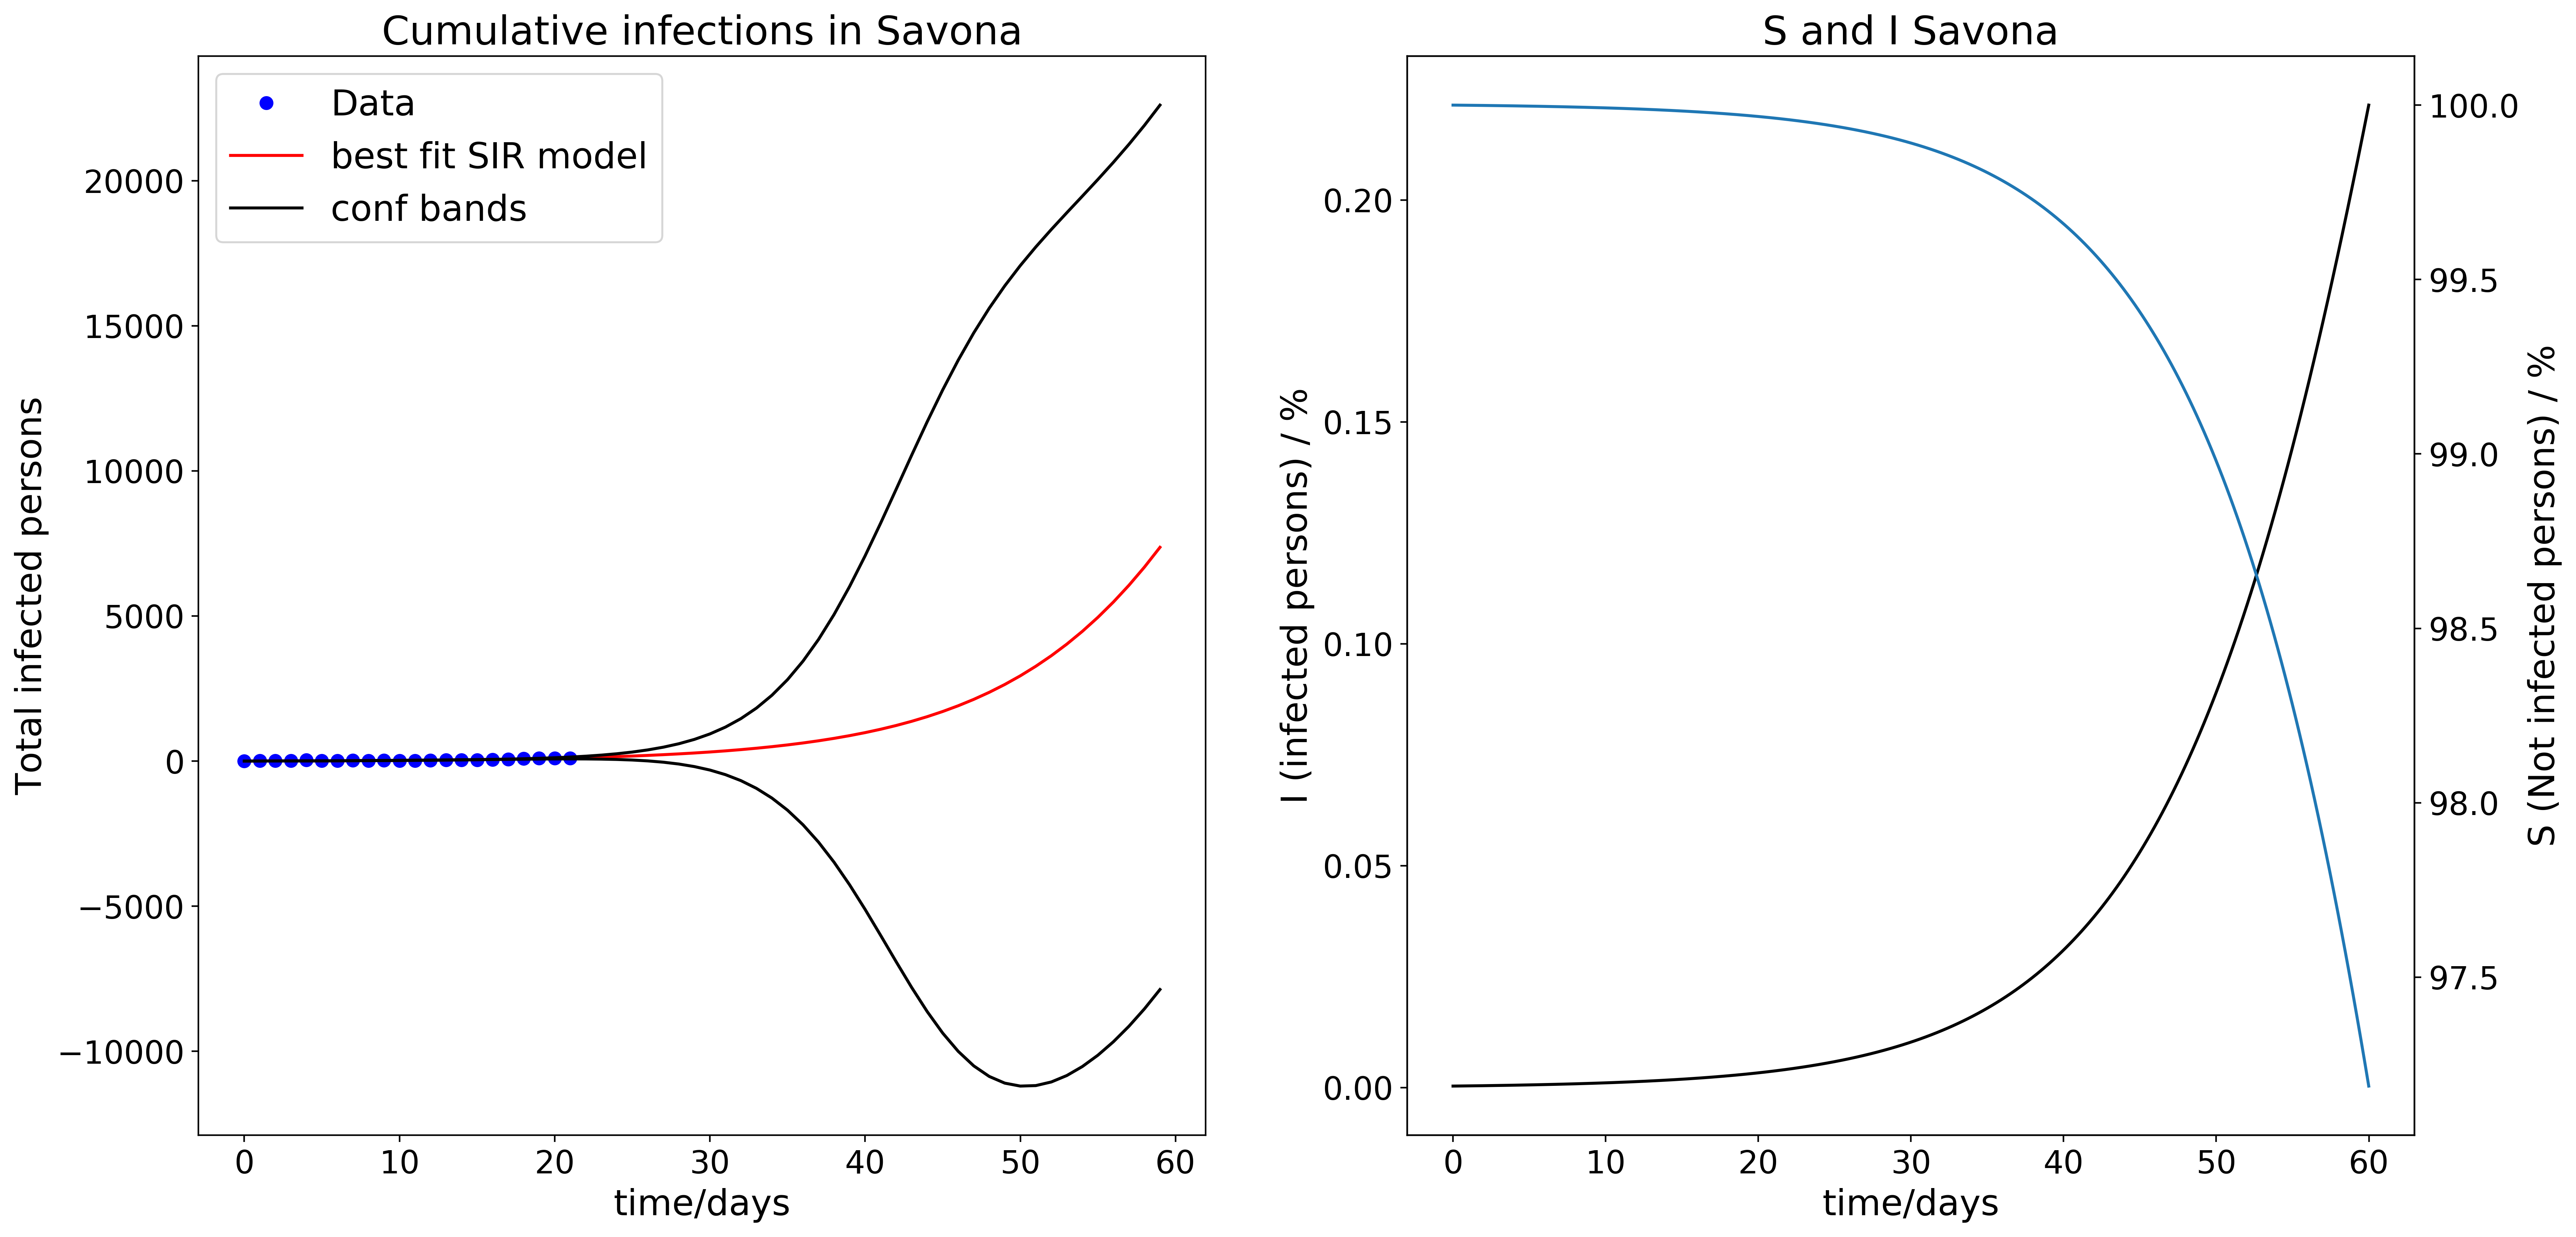 Cumulative infections in Savona
Data
best fit SIR model
conf bands
Total infected persons
20000
15000
10000
5000
0
−5000
−10000
0 10 20 30 40 50 60
time/days
S and I Savona
I (infected persons) / %
0.20
0.15
0.10
0.05
0.00
100.0
99.5
99.0
98.5
98.0
97.5
S (Not infected persons) / %
0 10 20 30 40 50 60
time/days